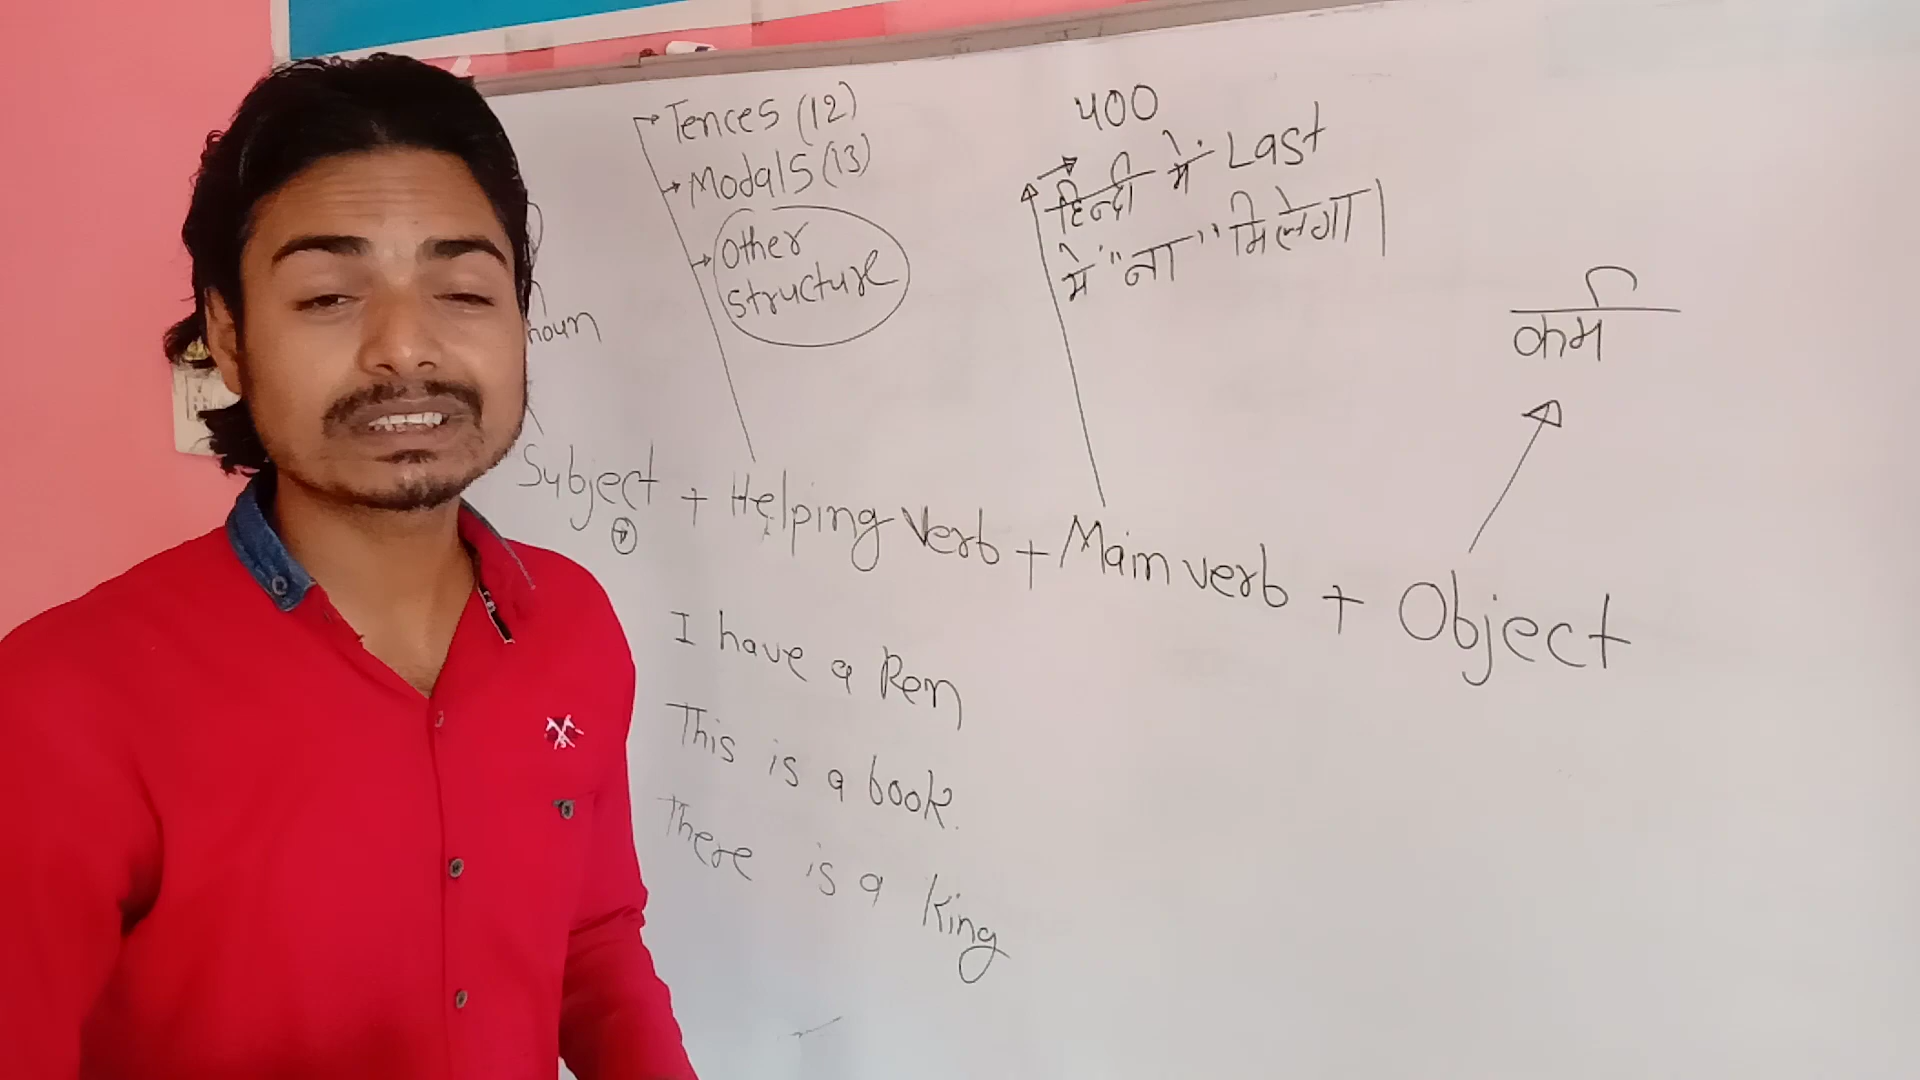 Tences (12)
Modals (13)
Other
structure
noun
400
हिन्दी में Last
में "ना" मिलेगा।
कर्म
Subject + Helping Verb + Main verb + Object
I have a Pen
This is a book.
There is a King